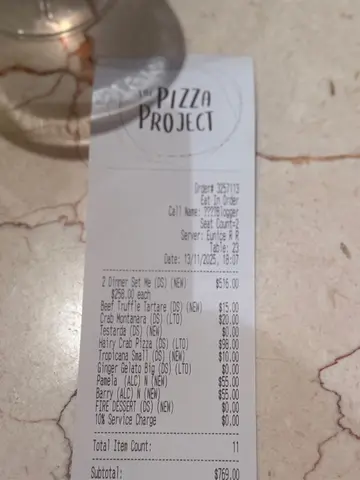 THE PIZZA
PROJECT
Order# 3257113
Eat In Order
Call Name: ????Blogger
Seat Count=2
Server: Eunice R R
Table: 23
Date: 13/11/2025, 18:07
2 Dinner Set Me (DS) (NEW) $516.00
$258.00 each
Beef Truffle Tartare (DS) (NEW) $15.00
Crab Montanara (DS) (LTO) $20.00
Testarda (DS) (NEW) $0.00
Hairy Crab Pizza (DS) (LTO) $98.00
Tropicana Small (DS) (NEW) $10.00
Ginger Gelato Big (DS) (LTO) $0.00
Pamela (ALC) N (NEW) $55.00
Barry (ALC) N (NEW) $55.00
FIRE DESSERT (DS) (NEW) $0.00
10% Service Charge $0.00
Total Item Count: 11
Subtotal: $769.00